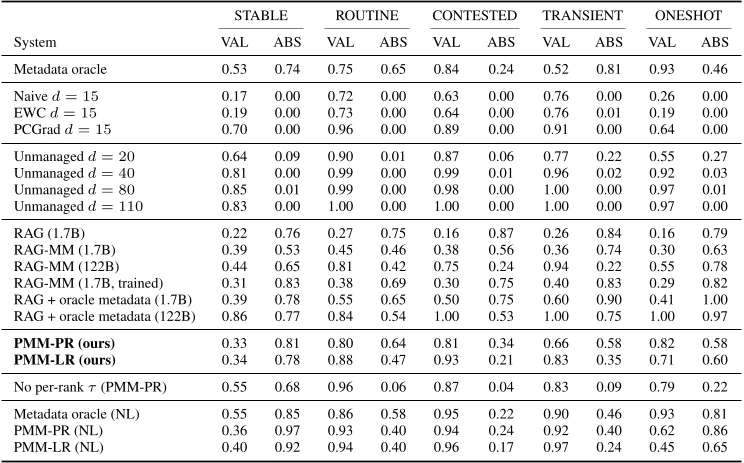 STABLE ROUTINE CONTESTED TRANSIENT ONESHOT
System VAL ABS VAL ABS VAL ABS VAL ABS VAL ABS
Metadata oracle 0.53 0.74 0.75 0.65 0.84 0.24 0.52 0.81 0.93 0.46
Naive d = 15 0.17 0.00 0.72 0.00 0.63 0.00 0.76 0.00 0.26 0.00
EWC d = 15 0.19 0.00 0.73 0.00 0.64 0.00 0.76 0.01 0.19 0.00
PCGrad d = 15 0.70 0.00 0.96 0.00 0.89 0.00 0.91 0.00 0.64 0.00
Unmanaged d = 20 0.64 0.09 0.90 0.01 0.87 0.06 0.77 0.22 0.55 0.27
Unmanaged d = 40 0.81 0.00 0.99 0.00 0.99 0.01 0.96 0.02 0.92 0.03
Unmanaged d = 80 0.85 0.01 0.99 0.00 0.98 0.00 1.00 0.00 0.97 0.01
Unmanaged d = 110 0.83 0.00 1.00 0.00 1.00 0.00 1.00 0.00 0.97 0.00
RAG (1.7B) 0.22 0.76 0.27 0.75 0.16 0.87 0.26 0.84 0.16 0.79
RAG-MM (1.7B) 0.39 0.53 0.45 0.46 0.38 0.56 0.36 0.74 0.30 0.63
RAG-MM (122B) 0.44 0.65 0.81 0.42 0.75 0.24 0.94 0.22 0.55 0.78
RAG-MM (1.7B, trained) 0.31 0.83 0.38 0.69 0.30 0.75 0.40 0.83 0.29 0.82
RAG + oracle metadata (1.7B) 0.39 0.78 0.55 0.65 0.50 0.75 0.60 0.90 0.41 1.00
RAG + oracle metadata (122B) 0.86 0.77 0.84 0.54 1.00 0.53 1.00 0.75 1.00 0.97
PMM-PR (ours) 0.33 0.81 0.80 0.64 0.81 0.34 0.66 0.58 0.82 0.58
PMM-LR (ours) 0.34 0.78 0.88 0.47 0.93 0.21 0.83 0.35 0.71 0.60
No per-rank τ (PMM-PR) 0.55 0.68 0.96 0.06 0.87 0.04 0.83 0.09 0.79 0.22
Metadata oracle (NL) 0.55 0.85 0.86 0.58 0.95 0.22 0.90 0.46 0.93 0.81
PMM-PR (NL) 0.36 0.97 0.93 0.40 0.94 0.24 0.92 0.40 0.62 0.86
PMM-LR (NL) 0.40 0.92 0.94 0.40 0.96 0.17 0.97 0.24 0.45 0.65